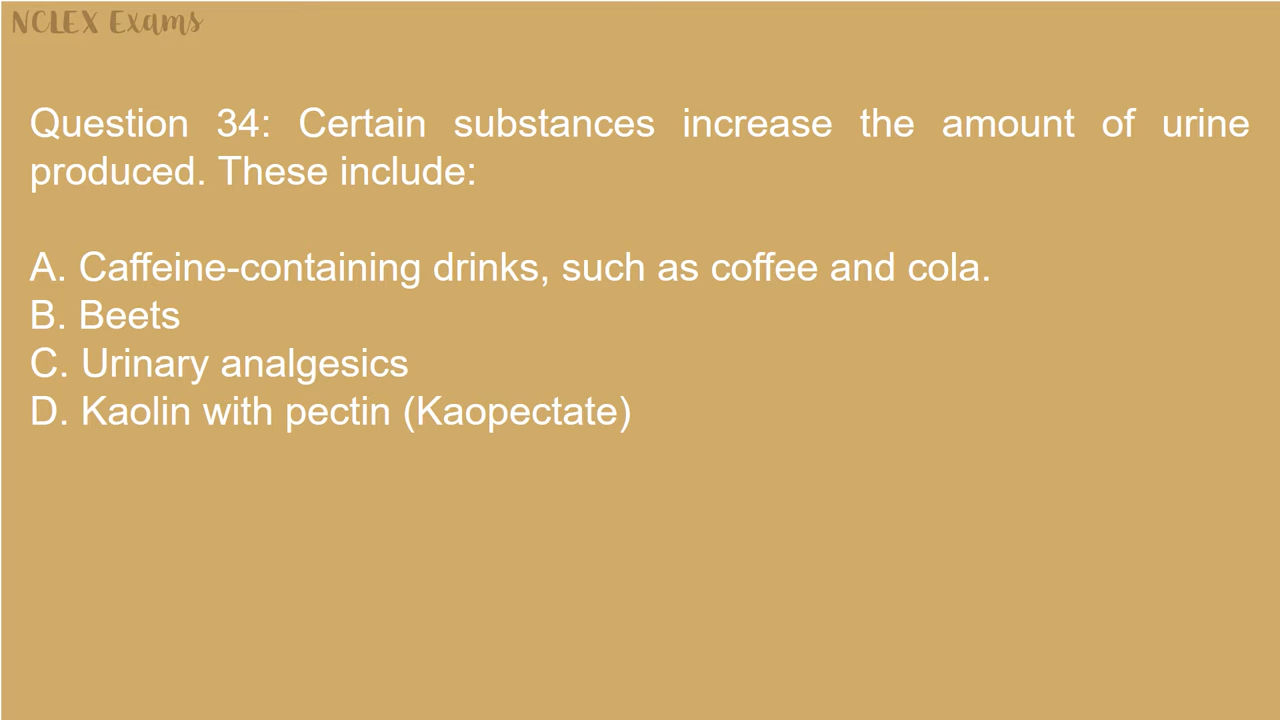 NCLEX Exams
Question 34: Certain substances increase the amount of urine
produced. These include:
A. Caffeine-containing drinks, such as coffee and cola.
B. Beets
C. Urinary analgesics
D. Kaolin with pectin (Kaopectate)